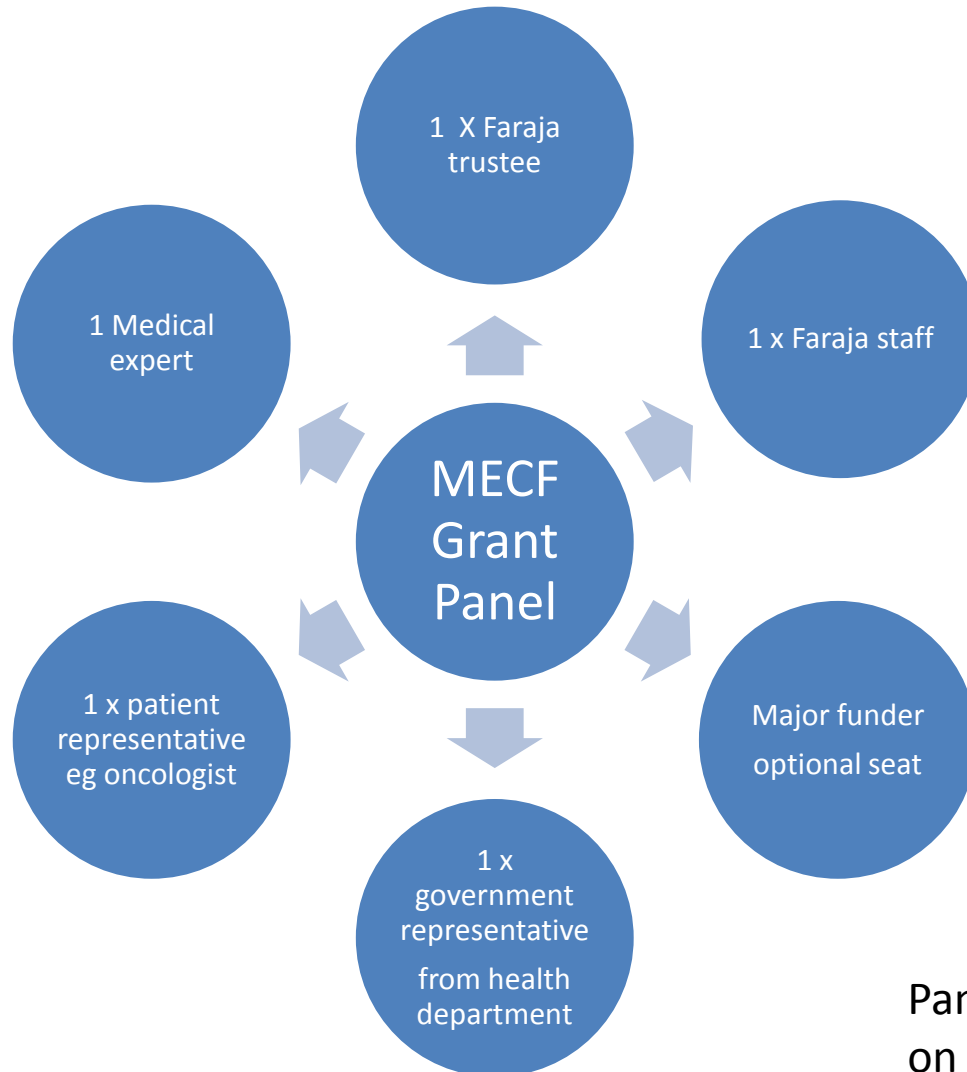 1 X Faraja
trustee
1 x Faraja staff
Major funder
optional seat
1 x
government
representative
from health
department
1 x patient
representative
eg oncologist
1 Medical
expert
MECF
Grant
Panel
on